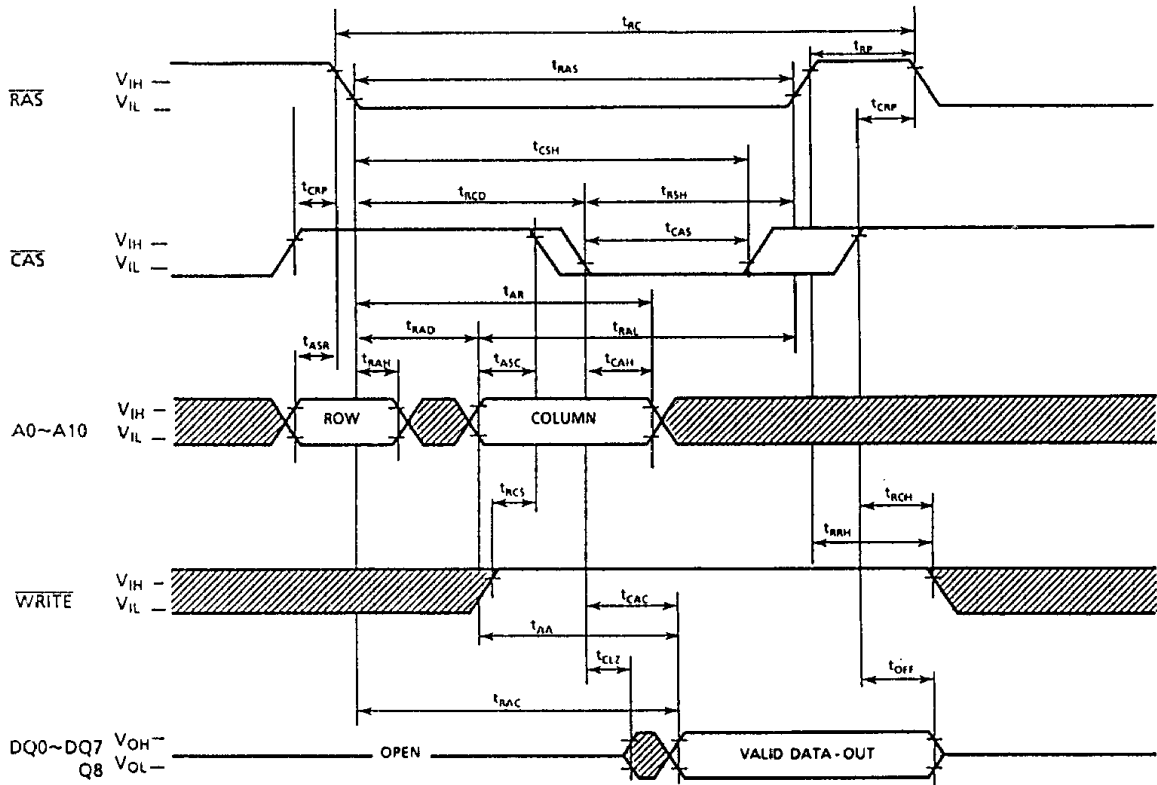 tRC
tRP
VIH
RAS
VIL
tRAS
tCRP
tCSH
tCRP
tRCD
tRSH
VIH
CAS
VIL
tCAS
tAR
tRAD
tRAL
tASR
tRAH
tASC
tCAH
VIH
A0~A10
VIL
ROW
COLUMN
tRCS
tRCH
tRRH
VIH
WRITE
VIL
tCAC
tAA
tCLZ
tOFF
tRAC
DQ0~DQ7
Q8
VOH
VOL
OPEN
VALID DATA-OUT